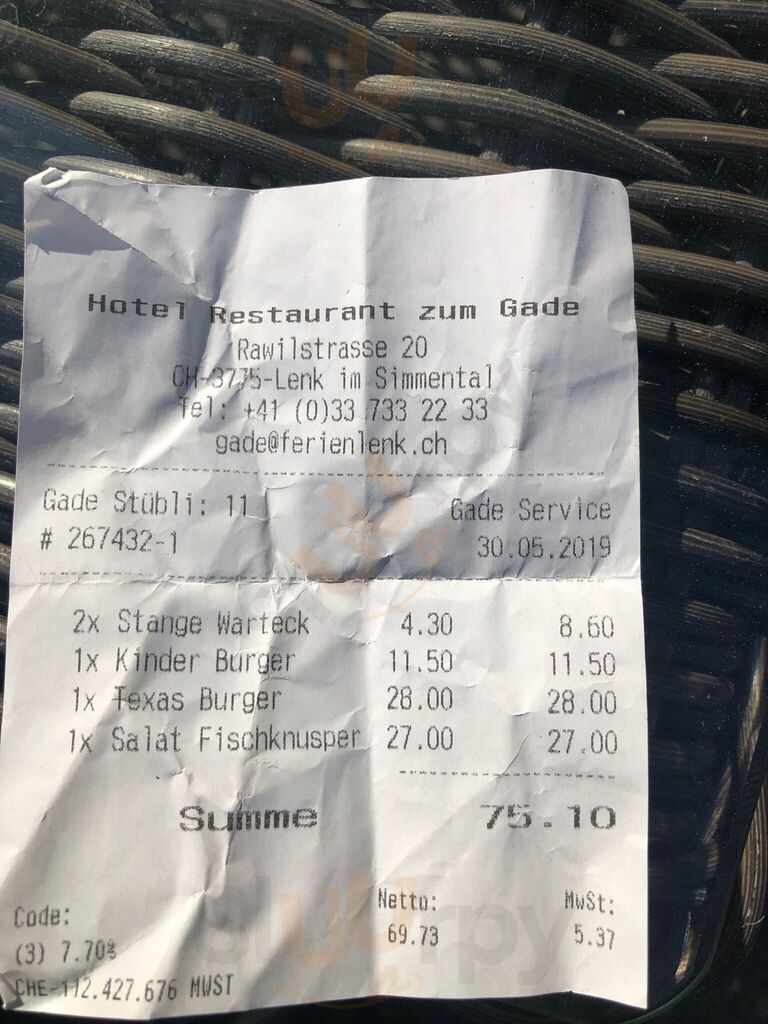 Hotel Restaurant zum Gade
Rawilstrasse 20
CH-3775-Lenk im Simmental
Tel: +41 (0)33 733 22 33
gade@ferienlenk.ch
Gade Stübli: 11 Gade Service
# 267432-1 30.05.2019
2x Stange Warteck 4.30 8.60
1x Kinder Burger 11.50 11.50
1x Texas Burger 28.00 28.00
1x Salat Fischknusper 27.00 27.00
Summe 75.10
Code: Netto: MwSt:
(3) 7.70% 69.73 5.37
CHE-112.427.676 MWST